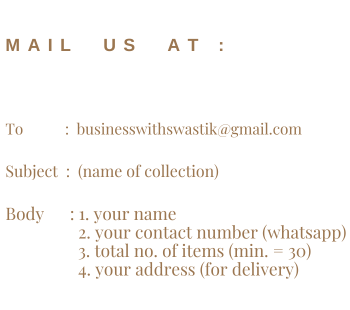 MAIL US AT :
To : businesswithswastik@gmail.com
Subject : (name of collection)
Body : 1. your name
2. your contact number (whatsapp)
3. total no. of items (min. = 30)
4. your address (for delivery)